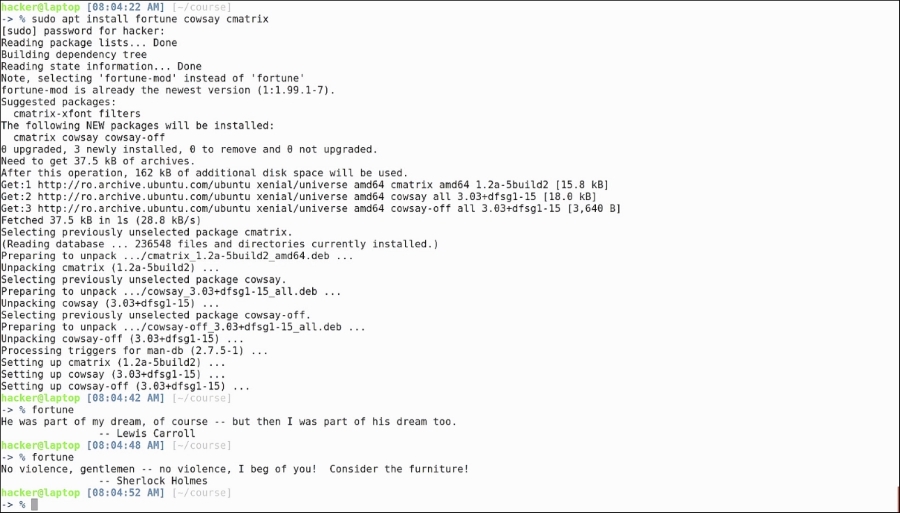 hacker@laptop [08:04:22 AM] [~/course]
-> % sudo apt install fortune cowsay cmatrix
[sudo] password for hacker:
Reading package lists... Done
Building dependency tree
Reading state information... Done
Note, selecting 'fortune-mod' instead of 'fortune'
fortune-mod is already the newest version (1:1.99.1-7).
Suggested packages:
  cmatrix-xfont filters
The following NEW packages will be installed:
  cmatrix cowsay cowsay-off
0 upgraded, 3 newly installed, 0 to remove and 0 not upgraded.
Need to get 37.5 kB of archives.
After this operation, 162 kB of additional disk space will be used.
Get:1 http://ro.archive.ubuntu.com/ubuntu xenial/universe amd64 cmatrix amd64 1.2a-5build2 [15.8 kB]
Get:2 http://ro.archive.ubuntu.com/ubuntu xenial/universe amd64 cowsay all 3.03+dfsg1-15 [18.0 kB]
Get:3 http://ro.archive.ubuntu.com/ubuntu xenial/universe amd64 cowsay-off all 3.03+dfsg1-15 [3,640 B]
Fetched 37.5 kB in 1s (28.8 kB/s)
Selecting previously unselected package cmatrix.
(Reading database ... 236548 files and directories currently installed.)
Preparing to unpack .../cmatrix_1.2a-5build2_amd64.deb ...
Unpacking cmatrix (1.2a-5build2) ...
Selecting previously unselected package cowsay.
Preparing to unpack .../cowsay_3.03+dfsg1-15_all.deb ...
Unpacking cowsay (3.03+dfsg1-15) ...
Selecting previously unselected package cowsay-off.
Preparing to unpack .../cowsay-off_3.03+dfsg1-15_all.deb ...
Unpacking cowsay-off (3.03+dfsg1-15) ...
Processing triggers for man-db (2.7.5-1) ...
Setting up cmatrix (1.2a-5build2) ...
Setting up cowsay (3.03+dfsg1-15) ...
Setting up cowsay-off (3.03+dfsg1-15) ...
hacker@laptop [08:04:42 AM] [~/course]
-> % fortune
He was part of my dream, of course -- but then I was part of his dream too.
                -- Lewis Carroll
hacker@laptop [08:04:48 AM] [~/course]
-> % fortune
No violence, gentlemen -- no violence, I beg of you!  Consider the furniture!
                -- Sherlock Holmes
hacker@laptop [08:04:52 AM] [~/course]
-> %